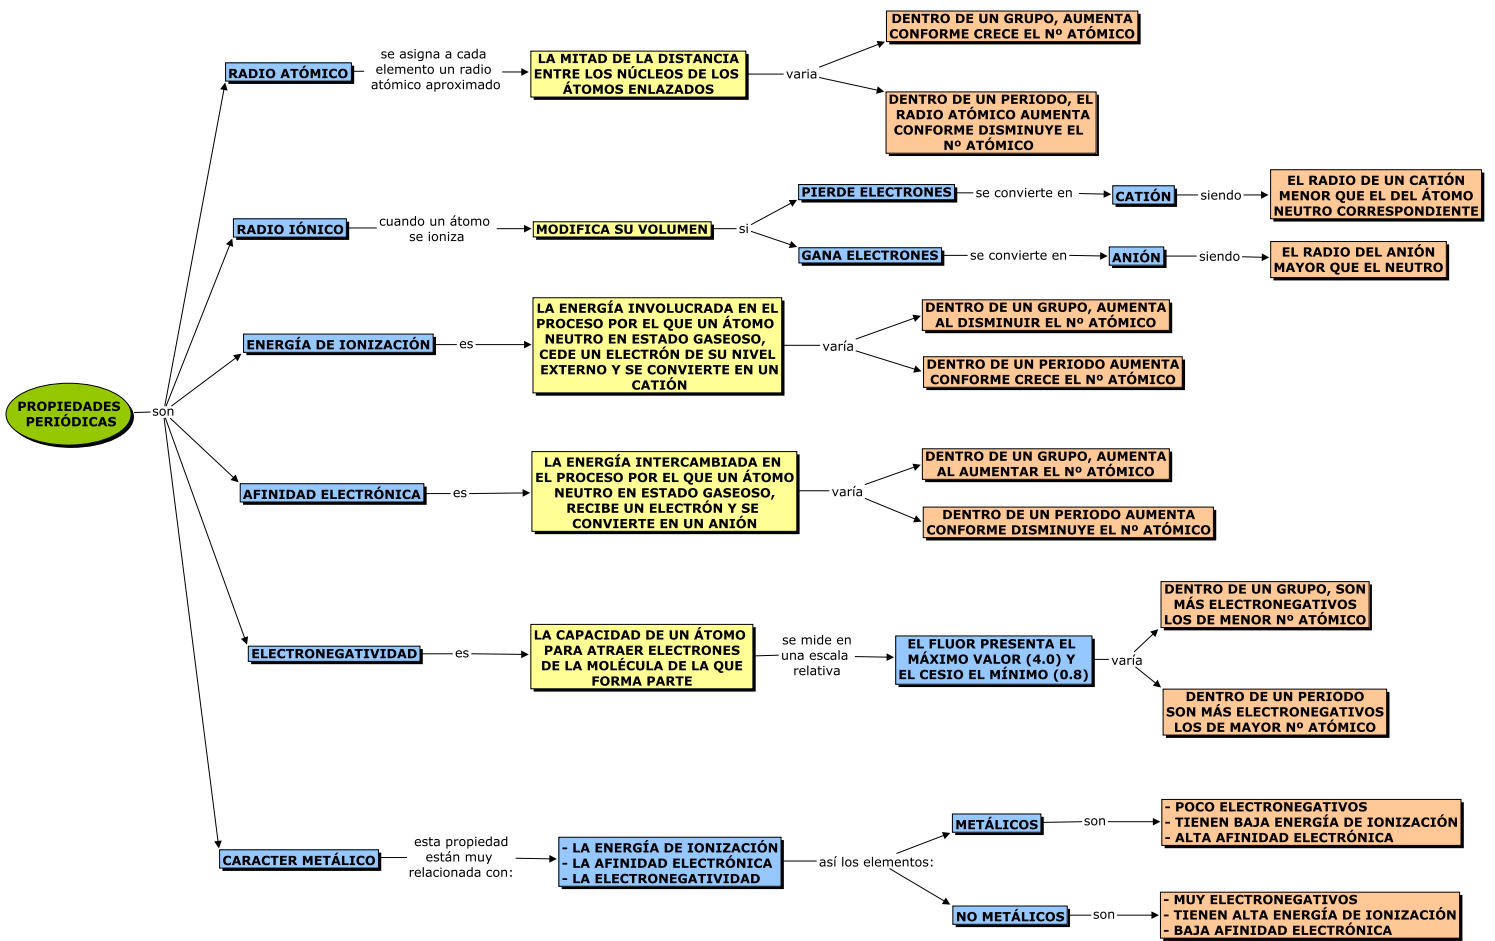 PROPIEDADES
PERIÓDICAS
son
RADIO ATÓMICO
se asigna a cada
elemento un radio
atómico aproximado
LA MITAD DE LA DISTANCIA
ENTRE LOS NÚCLEOS DE LOS
ÁTOMOS ENLAZADOS
varia
DENTRO DE UN GRUPO, AUMENTA
CONFORME CRECE EL Nº ATÓMICO
DENTRO DE UN PERIODO, EL
RADIO ATÓMICO AUMENTA
CONFORME DISMINUYE EL
Nº ATÓMICO
RADIO IÓNICO
cuando un átomo
se ioniza
MODIFICA SU VOLUMEN
si
PIERDE ELECTRONES
se convierte en
CATIÓN
siendo
EL RADIO DE UN CATIÓN
MENOR QUE EL DEL ÁTOMO
NEUTRO CORRESPONDIENTE
GANA ELECTRONES
se convierte en
ANIÓN
siendo
EL RADIO DEL ANIÓN
MAYOR QUE EL NEUTRO
ENERGÍA DE IONIZACIÓN
es
LA ENERGÍA INVOLUCRADA EN EL
PROCESO POR EL QUE UN ÁTOMO
NEUTRO EN ESTADO GASEOSO,
CEDE UN ELECTRÓN DE SU NIVEL
EXTERNO Y SE CONVIERTE EN UN
CATIÓN
varía
DENTRO DE UN GRUPO, AUMENTA
AL DISMINUIR EL Nº ATÓMICO
DENTRO DE UN PERIODO AUMENTA
CONFORME CRECE EL Nº ATÓMICO
AFINIDAD ELECTRÓNICA
es
LA ENERGÍA INTERCAMBIADA EN
EL PROCESO POR EL QUE UN ÁTOMO
NEUTRO EN ESTADO GASEOSO,
RECIBE UN ELECTRÓN Y SE
CONVIERTE EN UN ANIÓN
varía
DENTRO DE UN GRUPO, AUMENTA
AL AUMENTAR EL Nº ATÓMICO
DENTRO DE UN PERIODO AUMENTA
CONFORME DISMINUYE EL Nº ATÓMICO
ELECTRONEGATIVIDAD
es
LA CAPACIDAD DE UN ÁTOMO
PARA ATRAER ELECTRONES
DE LA MOLÉCULA DE LA QUE
FORMA PARTE
se mide en
una escala
relativa
EL FLUOR PRESENTA EL
MÁXIMO VALOR (4.0) Y
EL CESIO EL MÍNIMO (0.8)
varía
DENTRO DE UN GRUPO, SON
MÁS ELECTRONEGATIVOS
LOS DE MENOR Nº ATÓMICO
DENTRO DE UN PERIODO
SON MÁS ELECTRONEGATIVOS
LOS DE MAYOR Nº ATÓMICO
CARACTER METÁLICO
esta propiedad
están muy
relacionada con:
- LA ENERGÍA DE IONIZACIÓN
- LA AFINIDAD ELECTRÓNICA
- LA ELECTRONEGATIVIDAD
así los elementos:
METÁLICOS
son
- POCO ELECTRONEGATIVOS
- TIENEN BAJA ENERGÍA DE IONIZACIÓN
- ALTA AFINIDAD ELECTRÓNICA
NO METÁLICOS
son
- MUY ELECTRONEGATIVOS
- TIENEN ALTA ENERGÍA DE IONIZACIÓN
- BAJA AFINIDAD ELECTRÓNICA